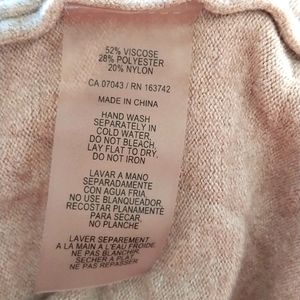 52% VISCOSE
28% POLYESTER
20% NYLON
CA 07043 / RN 163742
MADE IN CHINA
HAND WASH
SEPARATELY IN
COLD WATER,
DO NOT BLEACH,
LAY FLAT TO DRY,
DO NOT IRON
LAVAR A MANO
SEPARADAMENTE
CON AGUA FRIA,
NO USE BLANQUEADOR,
RECOSTAR PLANAMENTE
PARA SECAR,
NO PLANCHE
LAVER SEPAREMENT
A LA MAIN A L'EAU FROIDE
NE PAS BLANCHIR,
SECHER A PLAT
NE PAS REPASSER